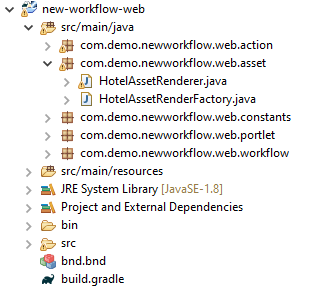 new-workflow-web
src/main/java
com.demo.newworkflow.web.action
com.demo.newworkflow.web.asset
HotelAssetRenderer.java
HotelAssetRenderFactory.java
com.demo.newworkflow.web.constants
com.demo.newworkflow.web.portlet
com.demo.newworkflow.web.workflow
src/main/resources
JRE System Library [JavaSE-1.8]
Project and External Dependencies
bin
src
bnd.bnd
build.gradle